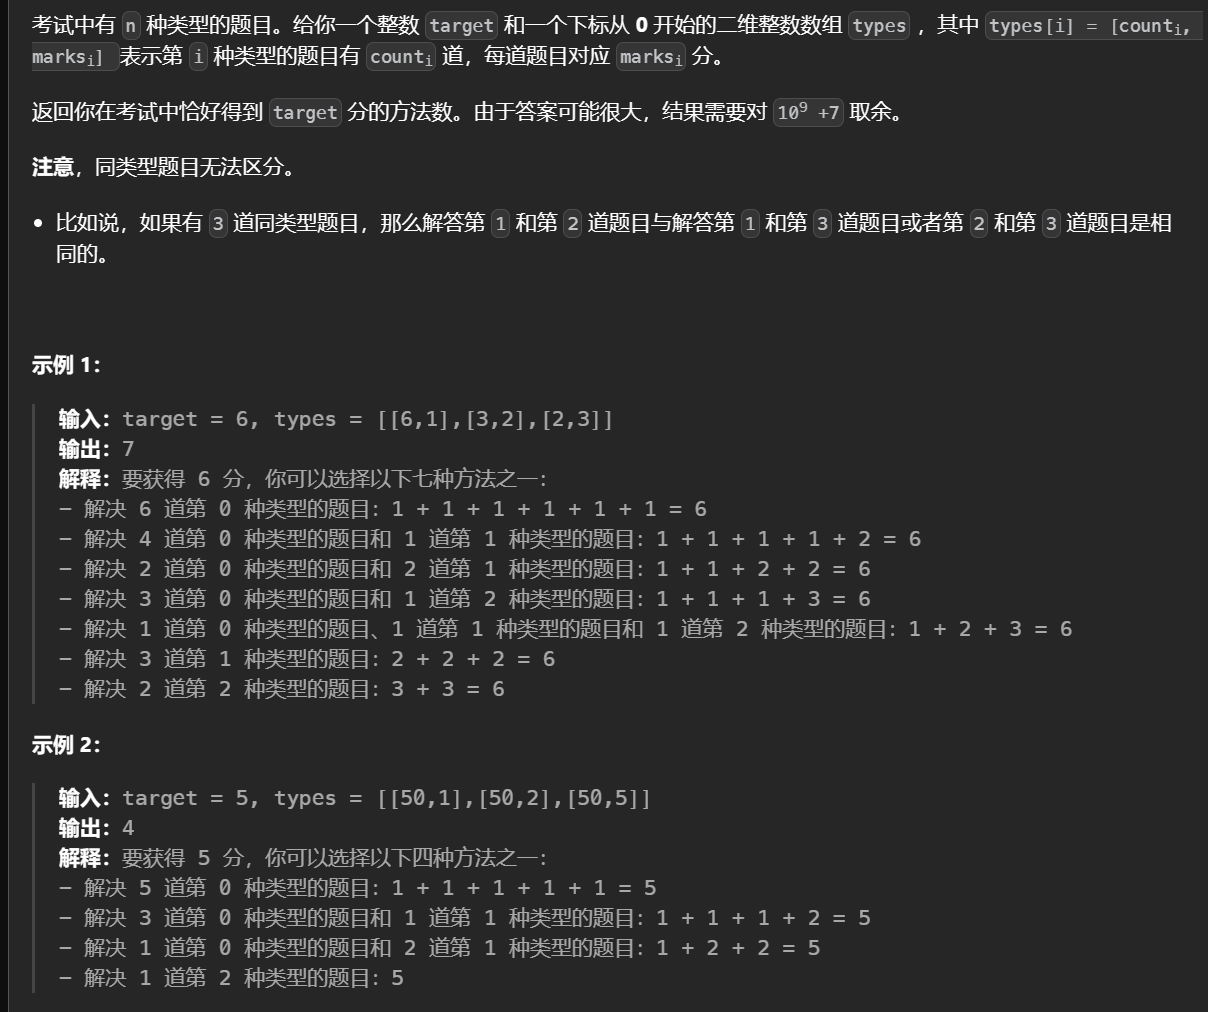 考试中有 n 种类型的题目。给你一个整数 target 和一个下标从 0 开始的二维整数数组 types ，其中 types[i] = [countᵢ,
marksᵢ] 表示第 i 种类型的题目有 countᵢ 道，每道题目对应 marksᵢ 分。
返回你在考试中恰好得到 target 分的方法数。由于答案可能很大，结果需要对 10⁹ +7 取余。
注意，同类型题目无法区分。
• 比如说，如果有 3 道同类型题目，那么解答第 1 和第 2 道题目与解答第 1 和第 3 道题目或者第 2 和第 3 道题目是相
同的。
示例 1：
输入：target = 6, types = [[6,1],[3,2],[2,3]]
输出：7
解释：要获得 6 分，你可以选择以下七种方法之一：
- 解决 6 道第 0 种类型的题目：1 + 1 + 1 + 1 + 1 + 1 = 6
- 解决 4 道第 0 种类型的题目和 1 道第 1 种类型的题目：1 + 1 + 1 + 1 + 2 = 6
- 解决 2 道第 0 种类型的题目和 2 道第 1 种类型的题目：1 + 1 + 2 + 2 = 6
- 解决 3 道第 0 种类型的题目和 1 道第 2 种类型的题目：1 + 1 + 1 + 3 = 6
- 解决 1 道第 0 种类型的题目、1 道第 1 种类型的题目和 1 道第 2 种类型的题目：1 + 2 + 3 = 6
- 解决 3 道第 1 种类型的题目：2 + 2 + 2 = 6
- 解决 2 道第 2 种类型的题目：3 + 3 = 6
示例 2：
输入：target = 5, types = [[50,1],[50,2],[50,5]]
输出：4
解释：要获得 5 分，你可以选择以下四种方法之一：
- 解决 5 道第 0 种类型的题目：1 + 1 + 1 + 1 + 1 = 5
- 解决 3 道第 0 种类型的题目和 1 道第 1 种类型的题目：1 + 1 + 1 + 2 = 5
- 解决 1 道第 0 种类型的题目和 2 道第 1 种类型的题目：1 + 2 + 2 = 5
- 解决 1 道第 2 种类型的题目：5